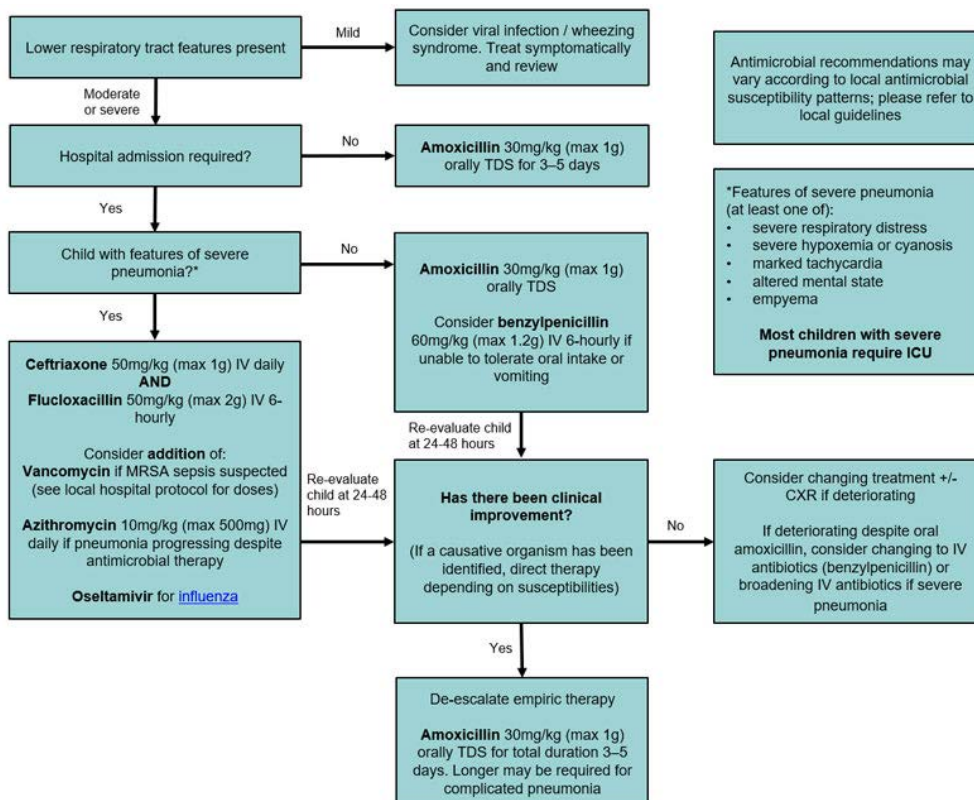 Lower respiratory tract features present
Mild
Consider viral infection / wheezing
syndrome. Treat symptomatically
and review
Antimicrobial recommendations may
vary according to local antimicrobial
susceptibility patterns; please refer to
local guidelines
Moderate
or severe
Hospital admission required?
No
Amoxicillin 30mg/kg (max 1g)
orally TDS for 3–5 days
*Features of severe pneumonia
(at least one of):
• severe respiratory distress
• severe hypoxemia or cyanosis
• marked tachycardia
• altered mental state
• empyema
Most children with severe
pneumonia require ICU
Yes
Child with features of severe
pneumonia?*
No
Amoxicillin 30mg/kg (max 1g)
orally TDS
Consider benzylpenicillin
60mg/kg (max 1.2g) IV 6-hourly if
unable to tolerate oral intake or
vomiting
Yes
Ceftriaxone 50mg/kg (max 1g) IV daily
AND
Flucloxacillin 50mg/kg (max 2g) IV 6-
hourly
Consider addition of:
Vancomycin if MRSA sepsis suspected
(see local hospital protocol for doses)
Azithromycin 10mg/kg (max 500mg) IV
daily if pneumonia progressing despite
antimicrobial therapy
Oseltamivir for influenza
Re-evaluate child
at 24-48 hours
Re-evaluate
child at 24-48
hours
Has there been clinical
improvement?
(If a causative organism has been
identified, direct therapy
depending on susceptibilities)
No
Consider changing treatment +/-
CXR if deteriorating
If deteriorating despite oral
amoxicillin, consider changing to IV
antibiotics (benzylpenicillin) or
broadening IV antibiotics if severe
pneumonia
Yes
De-escalate empiric therapy
Amoxicillin 30mg/kg (max 1g)
orally TDS for total duration 3–5
days. Longer may be required for
complicated pneumonia